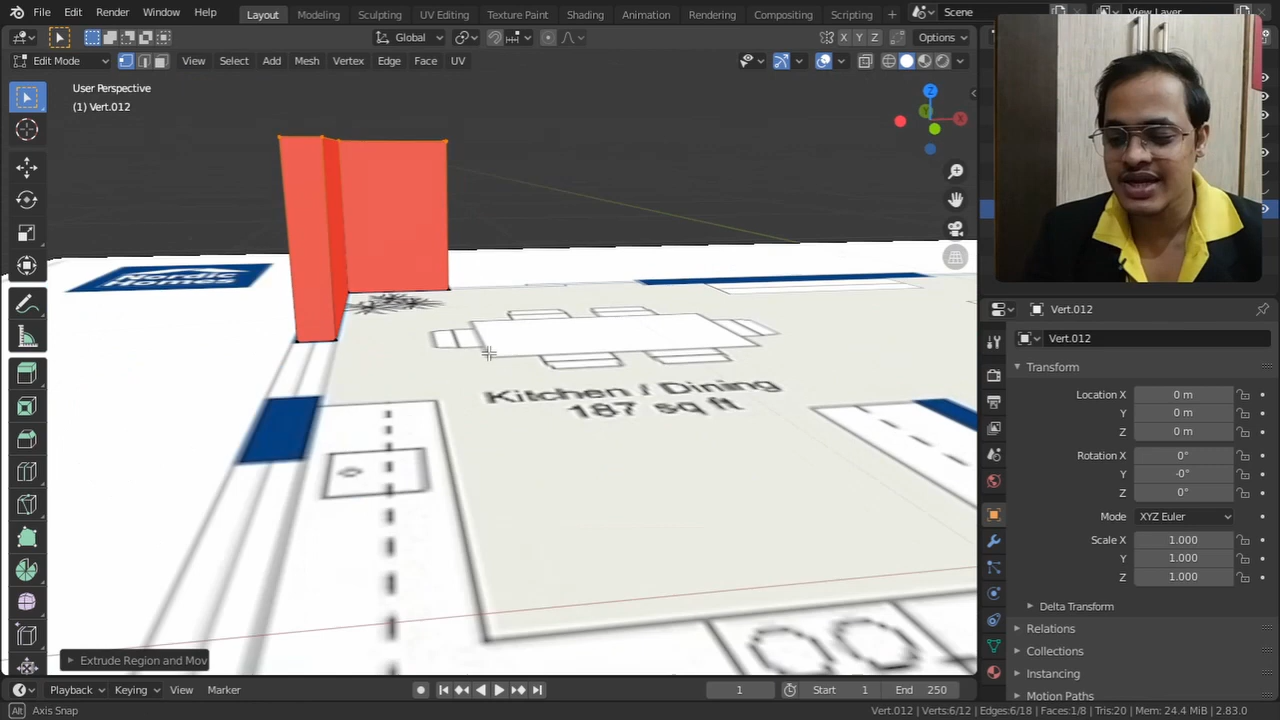 File Edit Render Window Help Layout Modeling Sculpting UV Editing Texture Paint Shading Animation Rendering Compositing Scripting Scene View Layer
Global X Y Z Options
Edit Mode View Select Add Mesh Vertex Edge Face UV
User Perspective
(1) Vert.012
Z
X
Nordic
Homes
Kitchen / Dining
187 sq ft
Vert.012
Vert.012
Transform
Location X 0 m
Y 0 m
Z 0 m
Rotation X 0°
Y -0°
Z 0°
Mode XYZ Euler
Scale X 1.000
Y 1.000
Z 1.000
Delta Transform
Relations
Collections
Instancing
Motion Paths
Extrude Region and Mov
Playback Keying View Marker 1 Start 1 End 250
Alt Axis Snap Vert.012 | Verts:6/12 | Edges:6/18 | Faces:1/8 | Tris:20 | Mem: 24.4 MiB | 2.83.0